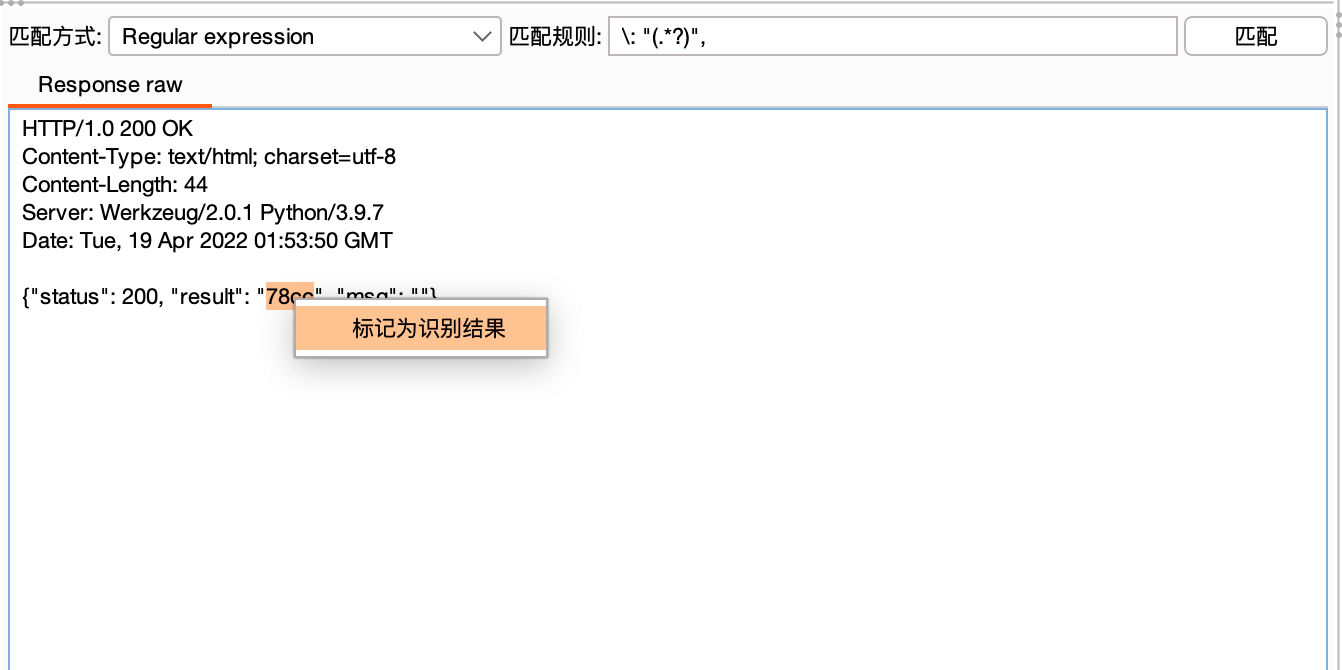 匹配方式: Regular expression 匹配规则: \: "(.*?)", 匹配
Response raw
HTTP/1.0 200 OK
Content-Type: text/html; charset=utf-8
Content-Length: 44
Server: Werkzeug/2.0.1 Python/3.9.7
Date: Tue, 19 Apr 2022 01:53:50 GMT
{"status": 200, "result": "78cc", "msg": ""}
标记为识别结果